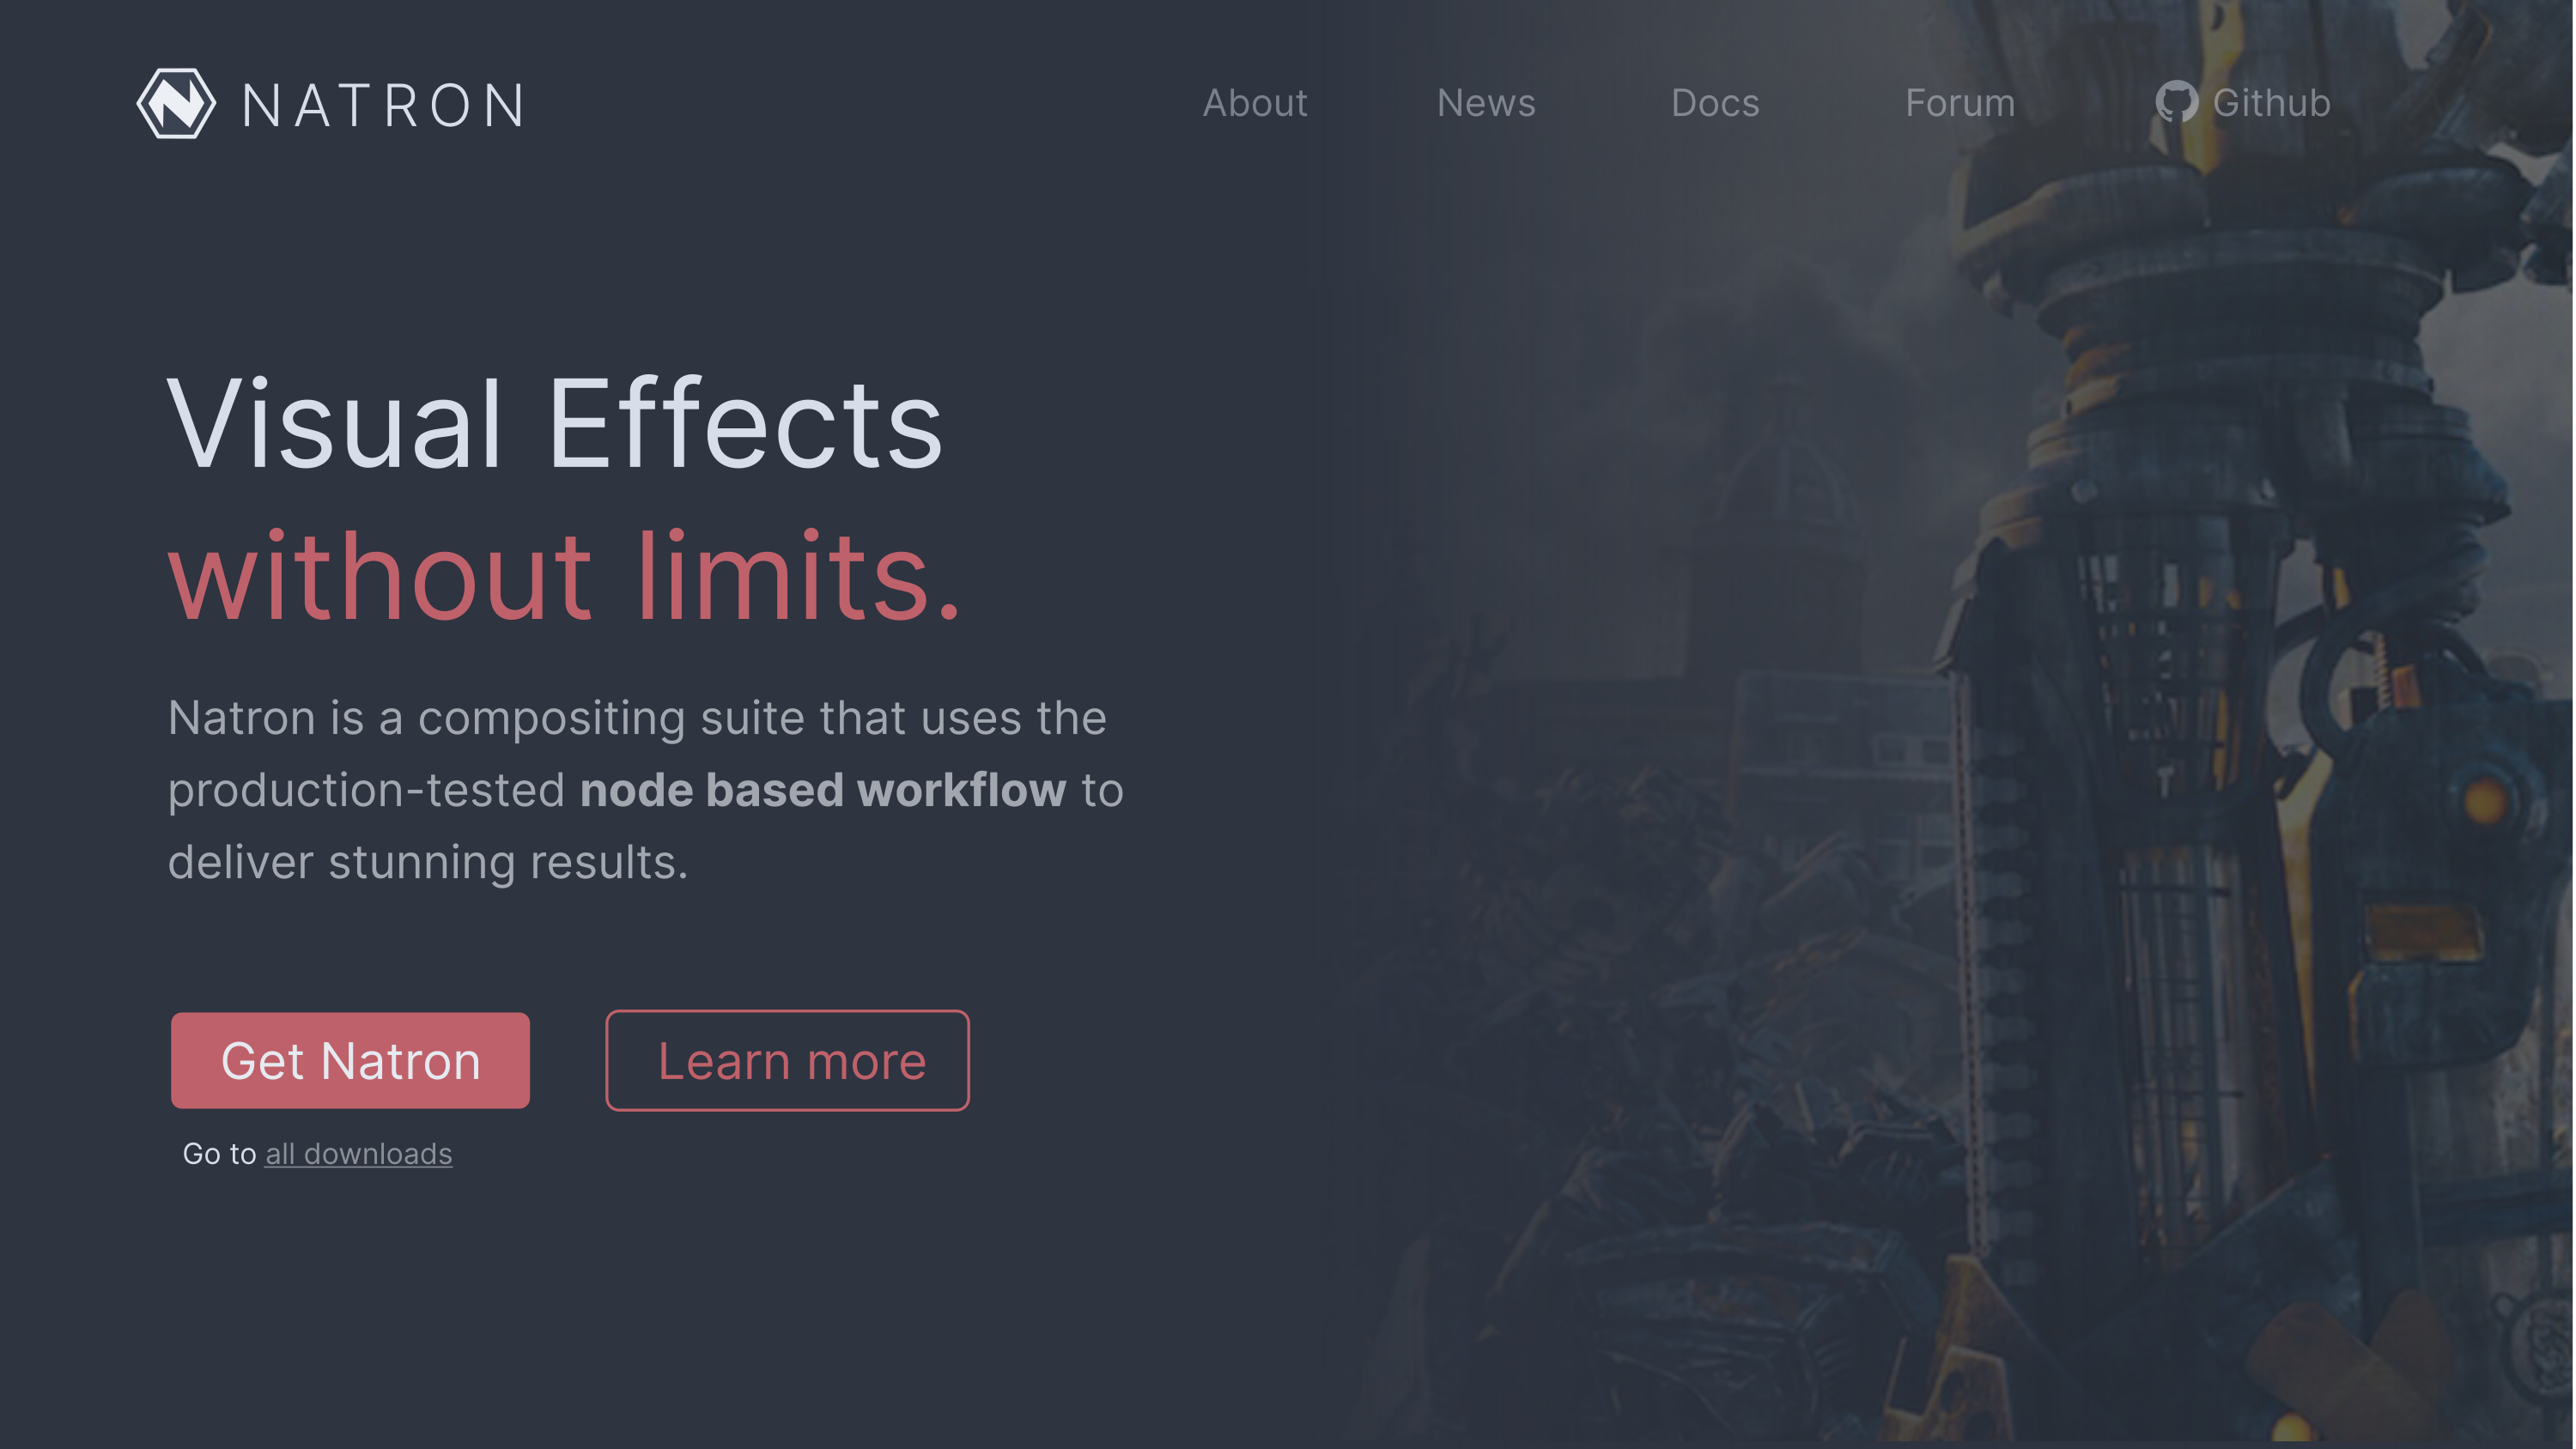 NATRON
About News Docs Forum Github
Visual Effects
without limits.
Natron is a compositing suite that uses the
production-tested node based workflow to
deliver stunning results.
Get Natron Learn more
Go to all downloads